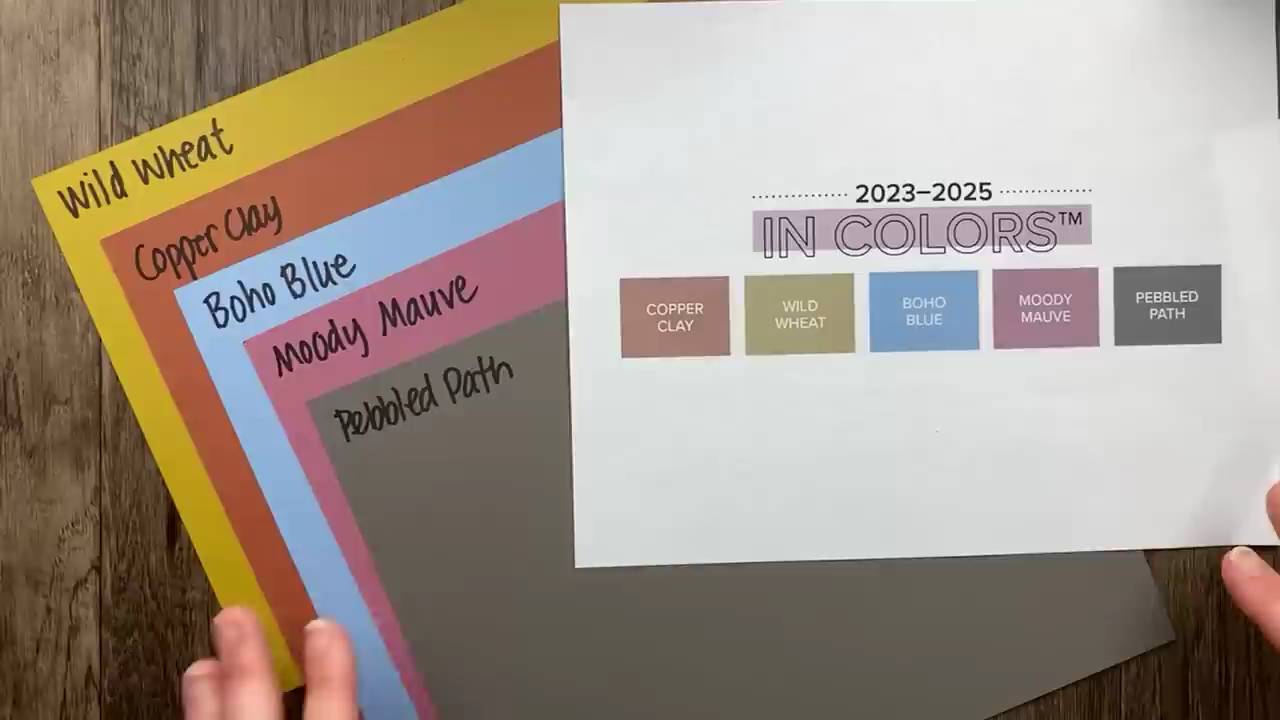 Wild Wheat
Copper Clay
Boho Blue
Moody Mauve
Pebbled Path
2023–2025
IN COLORS™
COPPER
CLAY
WILD
WHEAT
BOHO
BLUE
MOODY
MAUVE
PEBBLED
PATH